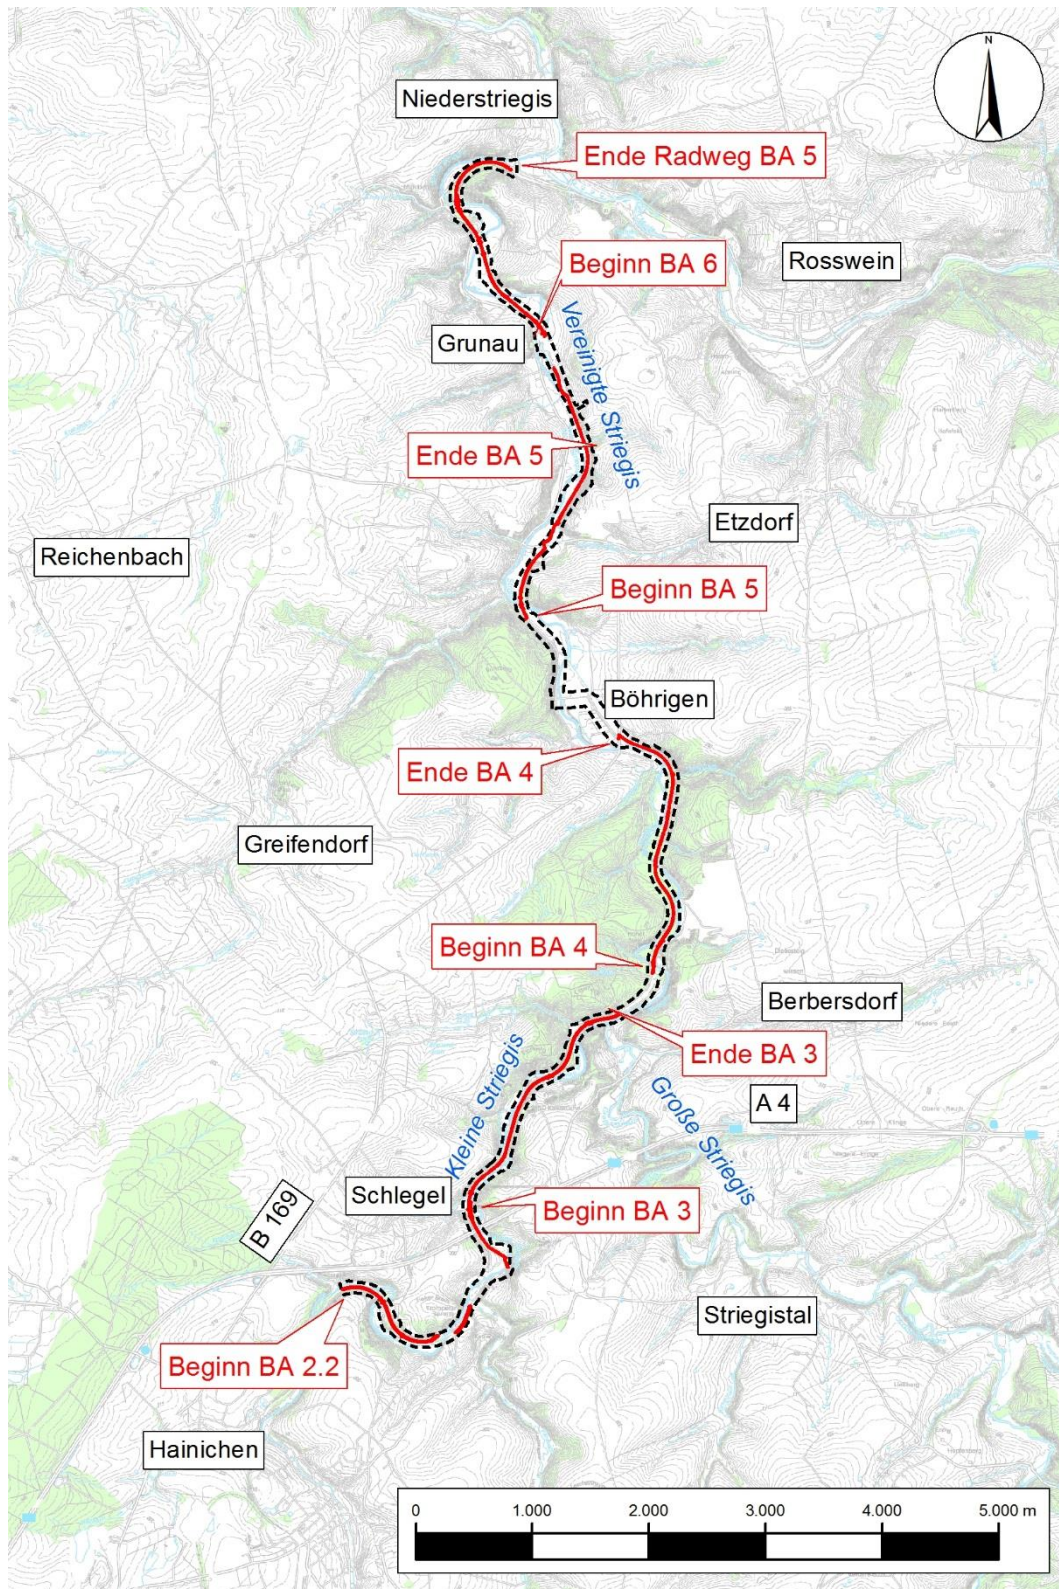 N
Niederstriegis
Ende Radweg BA 5
Beginn BA 6
Rosswein
Grunau
Vereinigte Striegis
Ende BA 5
Etzdorf
Reichenbach
Beginn BA 5
Böhrigen
Ende BA 4
Greifendorf
Beginn BA 4
Berbersdorf
Ende BA 3
Kleine Striegis
Große Striegis
A 4
Schlegel
B 169
Beginn BA 3
Striegistal
Beginn BA 2.2
Hainichen
0 1.000 2.000 3.000 4.000 5.000 m